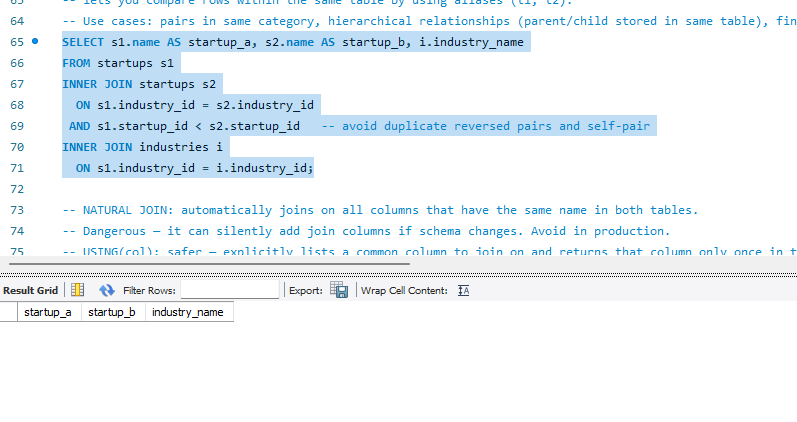 63
-- lets you compare rows within the same table by using aliases (t1, t2).
64 -- Use cases: pairs in same category, hierarchical relationships (parent/child stored in same table), fin
65 SELECT s1.name AS startup_a, s2.name AS startup_b, i.industry_name
66 FROM startups s1
67 INNER JOIN startups s2
68 ON s1.industry_id = s2.industry_id
69 AND s1.startup_id < s2.startup_id -- avoid duplicate reversed pairs and self-pair
70 INNER JOIN industries i
71 ON s1.industry_id = i.industry_id;
72
73 -- NATURAL JOIN: automatically joins on all columns that have the same name in both tables.
74 -- Dangerous — it can silently add join columns if schema changes. Avoid in production.
75 -- USING(col): safer — explicitly lists a common column to join on and returns that column only once in t
Result Grid Filter Rows: Export: Wrap Cell Content: IA
startup_a startup_b industry_name